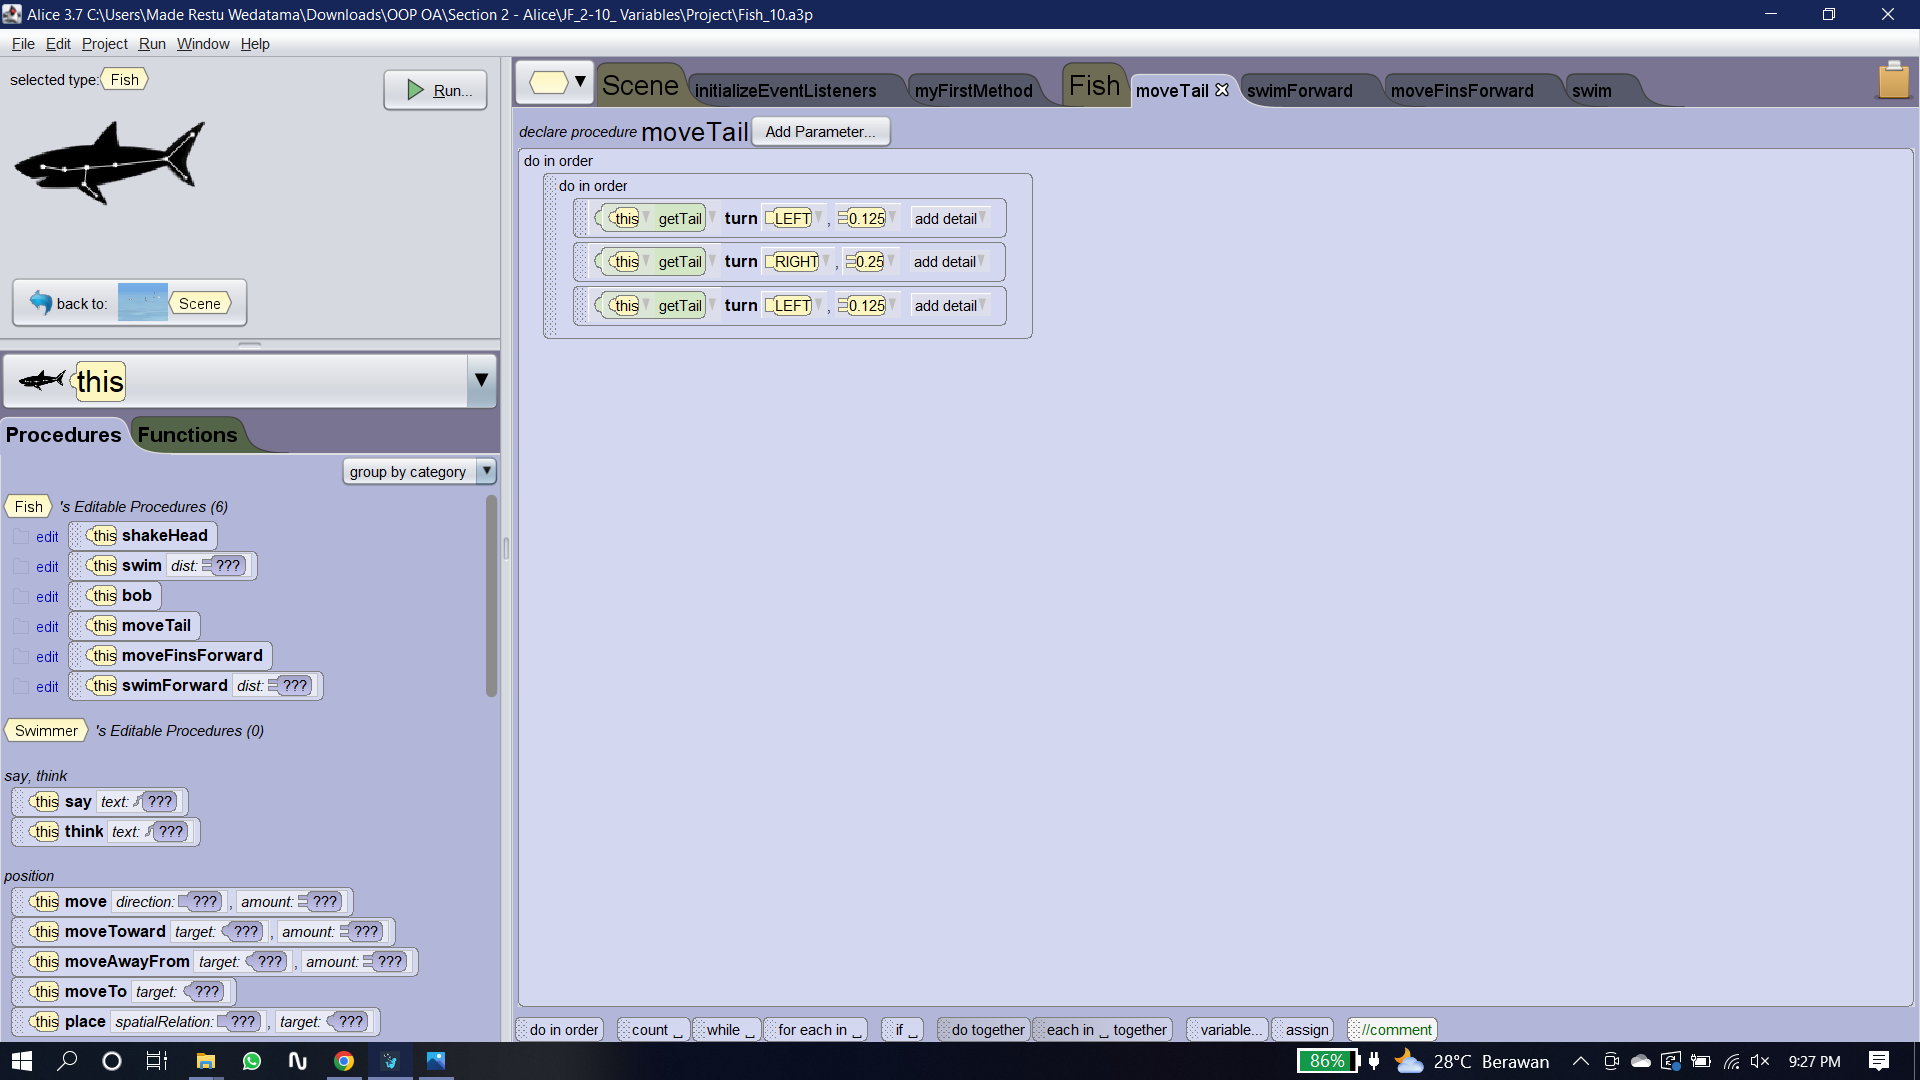 Alice 3.7 C:\Users\Made Restu Wedatama\Downloads\OOP OA\Section 2 - Alice\JF_2-10_ Variables\Project\Fish_10.a3p
File Edit Project Run Window Help
selected type: Fish
Run...
back to: Scene
this
Procedures Functions
group by category
Fish 's Editable Procedures (6)
edit this shakeHead
edit this swim dist: ???
edit this bob
edit this moveTail
edit this moveFinsForward
edit this swimForward dist: ???
Swimmer 's Editable Procedures (0)
say, think
this say text: ???
this think text: ???
position
this move direction: ???, amount: ???
this moveToward target: ???, amount: ???
this moveAwayFrom target: ???, amount: ???
this moveTo target: ???
this place spatialRelation: ???, target: ???
Scene initializeEventListeners myFirstMethod Fish moveTail swimForward moveFinsForward swim
declare procedure moveTail Add Parameter...
do in order
do in order
this getTail turn LEFT, 0.125 add detail
this getTail turn RIGHT, 0.25 add detail
this getTail turn LEFT, 0.125 add detail
do in order count _ while _ for each in _ if _ do together each in _ together variable... assign //comment
86% 28°C Berawan 9:27 PM